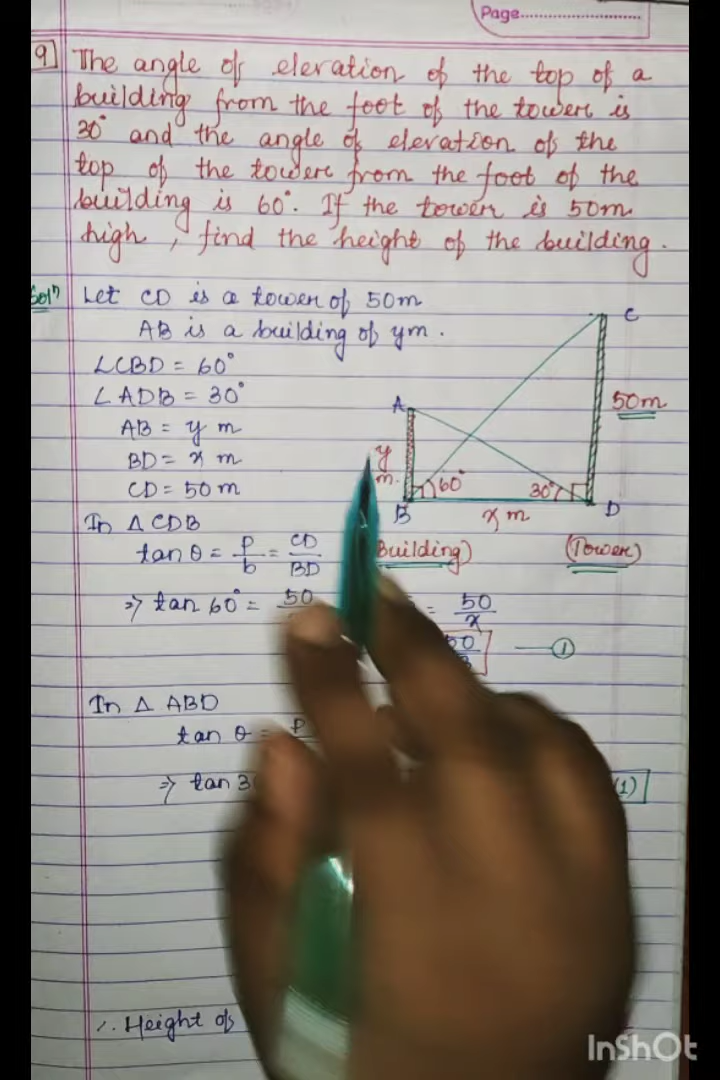 Page
9] The angle of elevation of the top of a
building from the foot of the tower is
30° and the angle of elevation of the
top of the tower from the foot of the
building is 60°. If the tower is 50m
high, find the height of the building.
Solⁿ Let CD is a tower of 50m
AB is a building of ym.
∠CBD = 60°
∠ADB = 30°
AB = y m
BD = x m
CD = 50 m
C
A
50m
y
m.
60°
30°
B
x m
D
(Building)
(Tower)
In Δ CDB
tan θ = P/b = CD/BD
⇒ tan 60° = 50
= 50/x
50
—①
In Δ ABD
tan θ = P
⇒ tan 3
(1)]
∴ Height of
InShOt